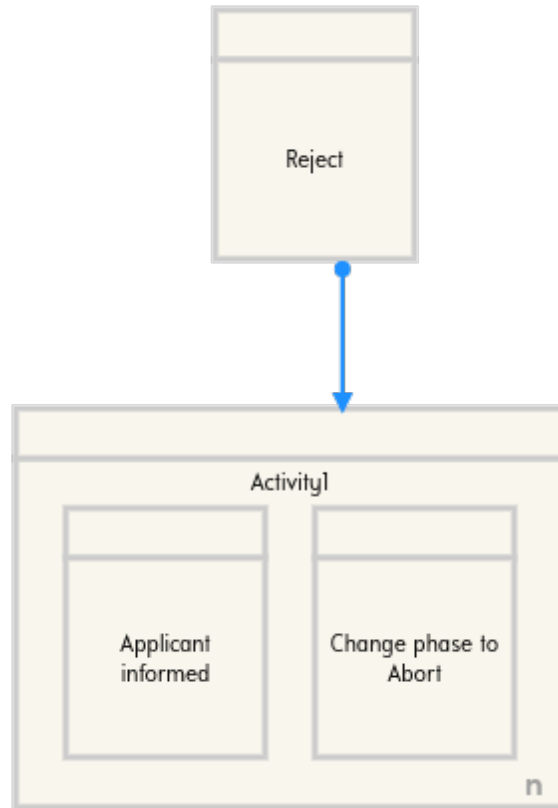 Reject
Activity1
Applicant
informed
Change phase to
Abort
n